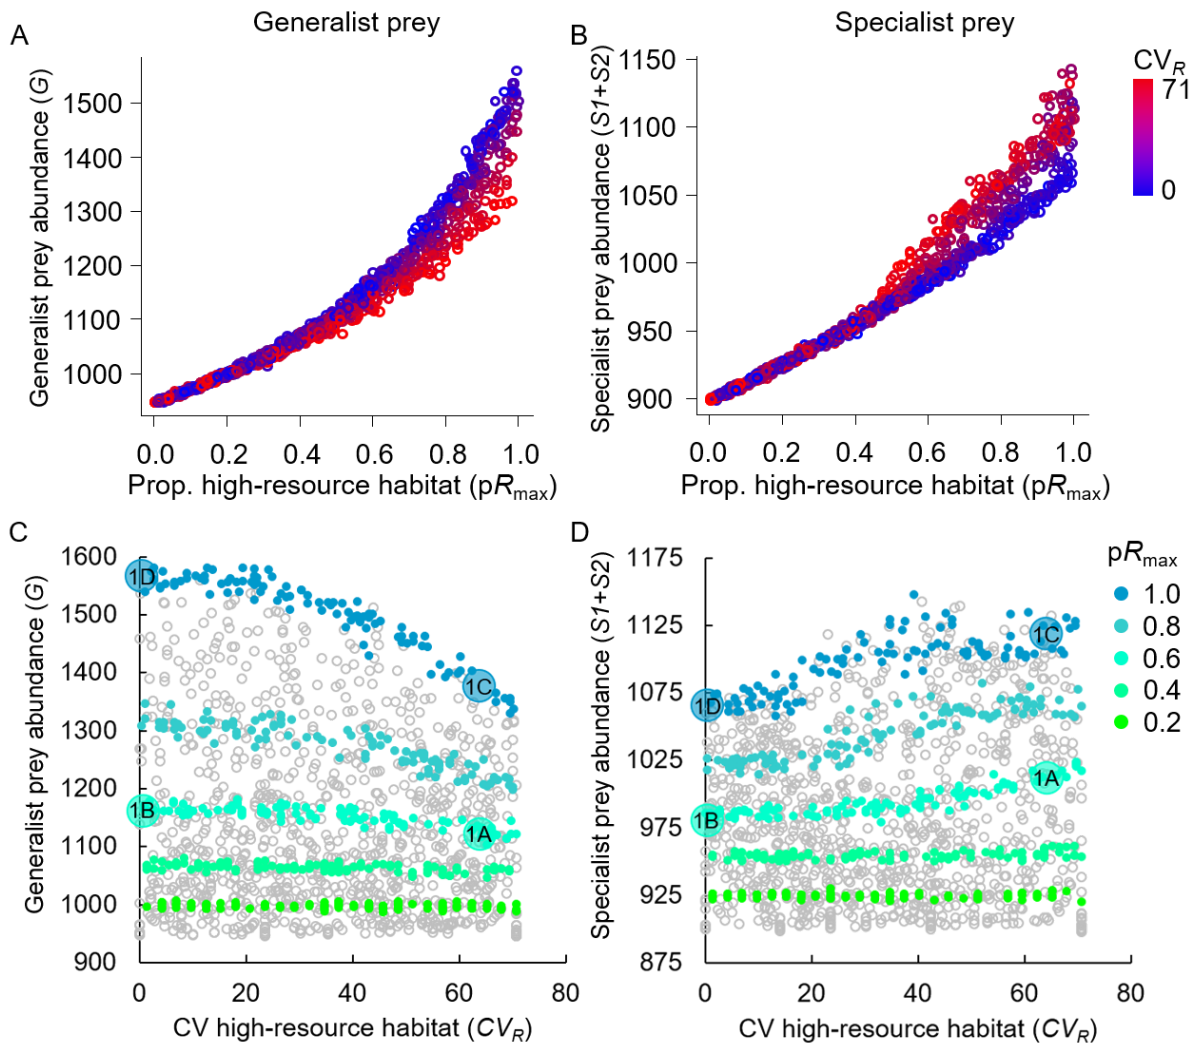 A
Generalist prey
Generalist prey abundance (G)
1500
1400
1300
1200
1100
1000
0.0 0.2 0.4 0.6 0.8 1.0
Prop. high-resource habitat (pRmax)
B
Specialist prey
Specialist prey abundance (S1+S2)
1150
1100
1050
1000
950
900
0.0 0.2 0.4 0.6 0.8 1.0
Prop. high-resource habitat (pRmax)
CVR
71
0
C
Generalist prey abundance (G)
1600
1500
1400
1300
1200
1100
1000
900
1D
1C
1B
1A
0 20 40 60 80
CV high-resource habitat (CVR)
D
Specialist prey abundance (S1+S2)
1175
1125
1075
1025
975
925
875
1C
1D
1A
1B
0 20 40 60 80
CV high-resource habitat (CVR)
pRmax
1.0
0.8
0.6
0.4
0.2